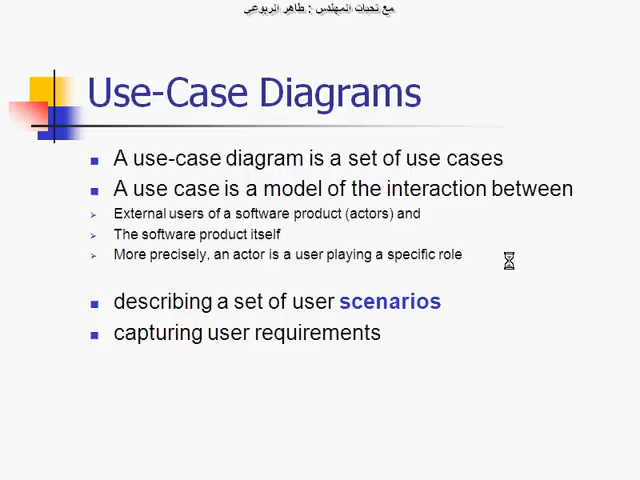 مع تحيات المهندس : طاهر الربوعي
Use-Case Diagrams
A use-case diagram is a set of use cases
A use case is a model of the interaction between
External users of a software product (actors) and
The software product itself
More precisely, an actor is a user playing a specific role
describing a set of user scenarios
capturing user requirements